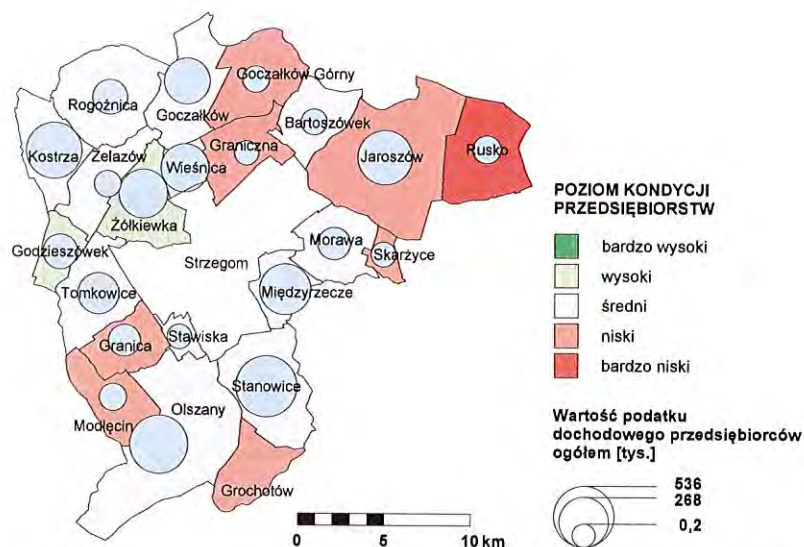 Goczałków Górny
Rogoźnica
Goczałków
Bartoszówek
Kostrza
Żelazów
Wieśnica
Graniczna
Jaroszów
Rusko
Żółkiewka
Godzieszówek
Strzegom
Morawa
Skarżyce
Tomkowice
Międzyrzecze
Granica
Stawiska
Stanowice
Olszany
Modłęcin
Grochotów
0 5 10 km
POZIOM KONDYCJI
PRZEDSIĘBIORSTW
bardzo wysoki
wysoki
średni
niski
bardzo niski
Wartość podatku
dochodowego przedsiębiorców
ogółem [tys.]
536
268
0,2